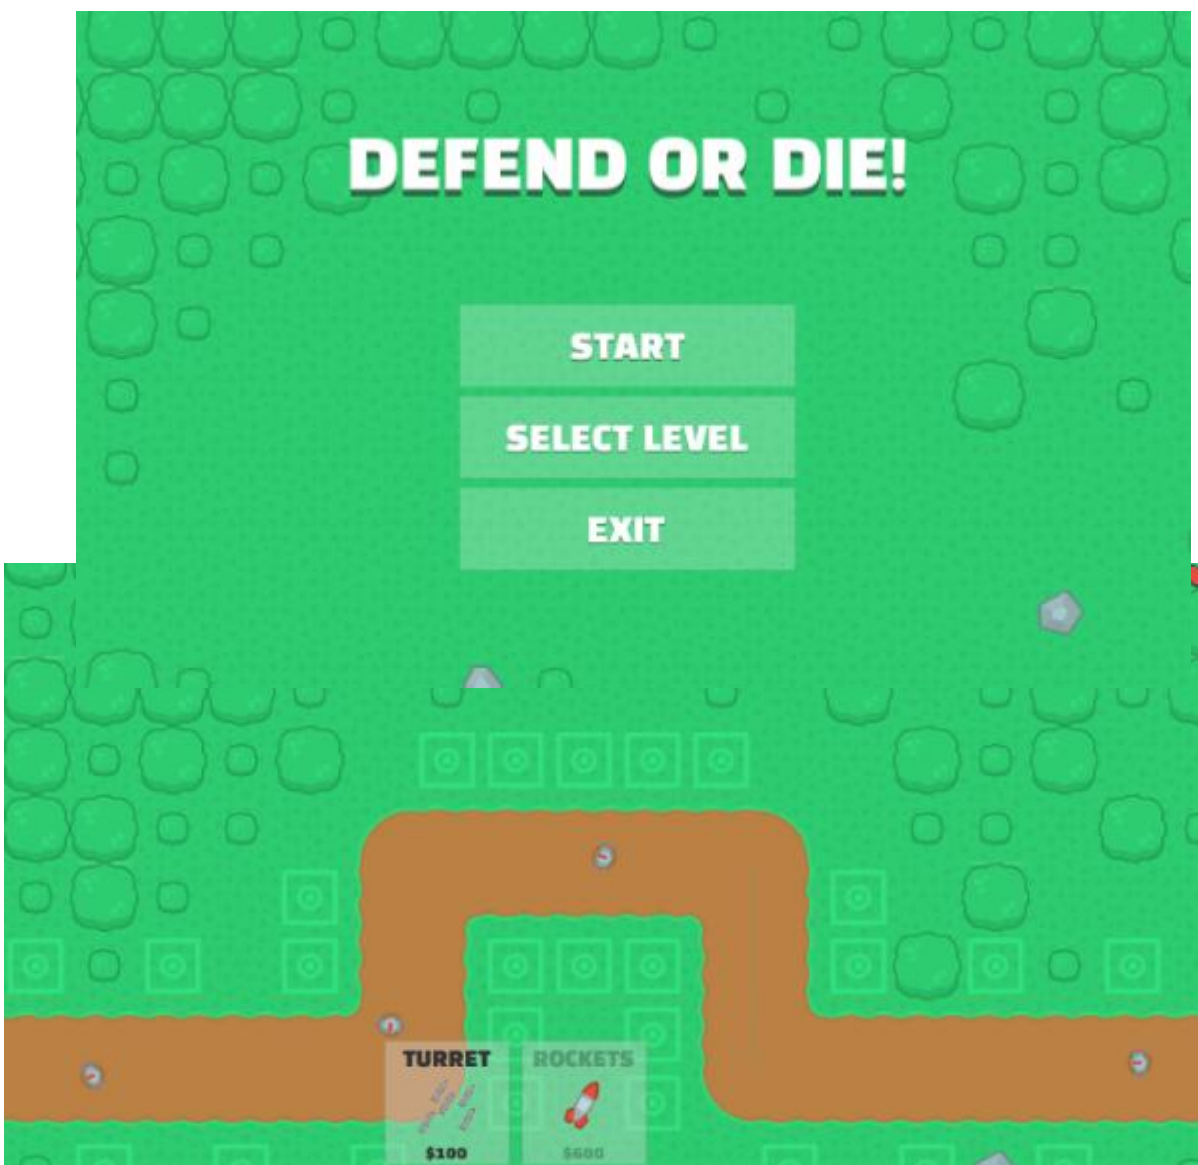 DEFEND OR DIE!
START
SELECT LEVEL
EXIT
TURRET
ROCKETS
$100
$600